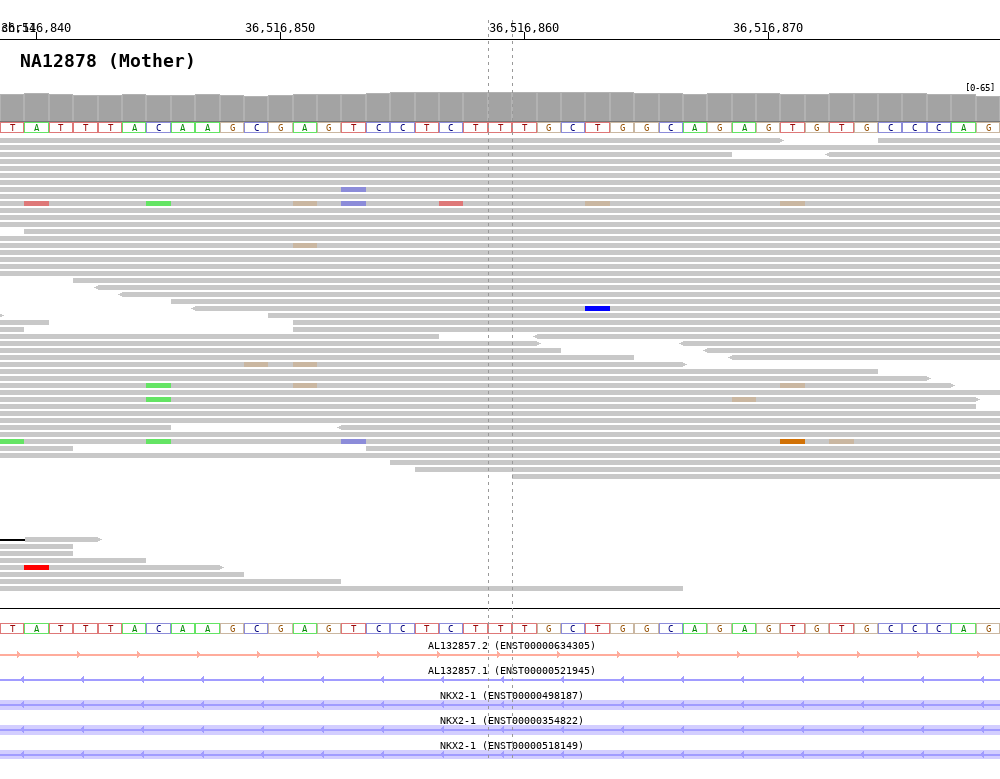 36,516,840 36,516,850 36,516,860 36,516,870
NA12878 (Mother)
[0-65]
T A T T T A C A A G C G A G T C C T C T T T G C T G G C A G A G T G T G C C C A G
T A T T T A C A A G C G A G T C C T C T T T G C T G G C A G A G T G T G C C C A G
AL132857.2 (ENST00000634305)
AL132857.1 (ENST00000521945)
NKX2-1 (ENST00000498187)
NKX2-1 (ENST00000354822)
NKX2-1 (ENST00000518149)